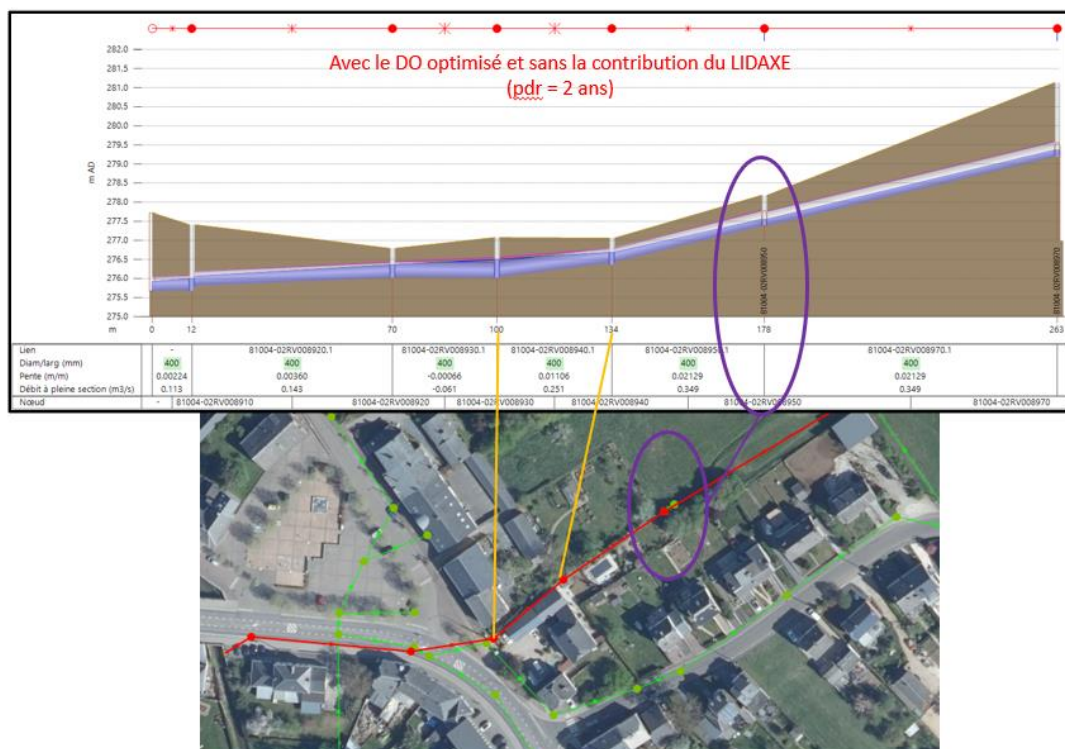 Avec le DO optimisé et sans la contribution du LIDAXE
(pdr = 2 ans)
282.0
281.5
281.0
280.5
280.0
279.5
279.0
278.5
278.0
277.5
277.0
276.5
276.0
275.5
275.0
m AD
81004-02RV008950
81004-02RV008970
m 0 12 70 100 134 178 263
Lien - 81004-02RV008920.1 81004-02RV008930.1 81004-02RV008940.1 81004-02RV008950.1 81004-02RV008970.1
Diam/larg (mm) 400 400 400 400 400 400
Pente (m/m) 0.00224 0.00360 -0.00066 0.01106 0.02129 0.02129
Débit à pleine section (m3/s) 0.113 0.143 -0.061 0.251 0.349 0.349
Nœud - 81004-02RV008910 81004-02RV008920 81004-02RV008930 81004-02RV008940 81004-02RV008950 81004-02RV008970